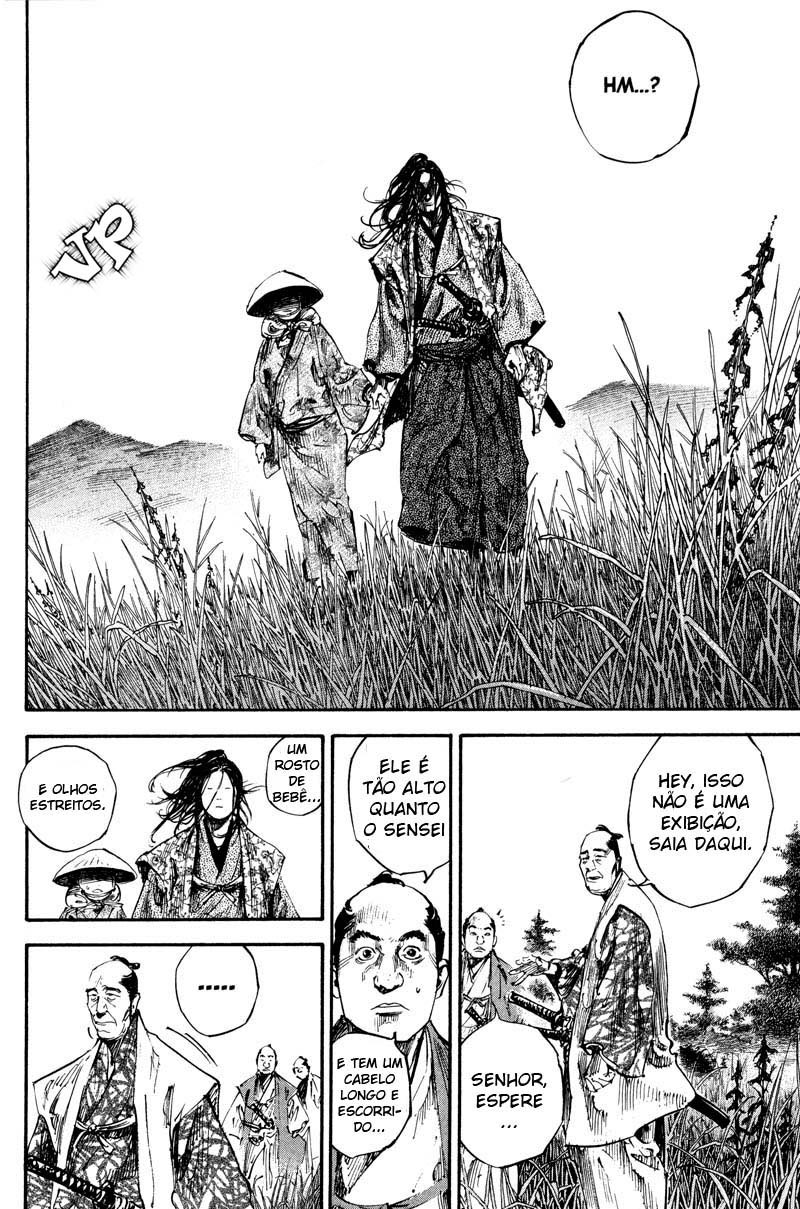 HM...?
VP
HEY, ISSO
NÃO É UMA
EXIBIÇÃO,
SAIA DAQUI.
SENHOR,
ESPERE
...
ELE É
TÃO ALTO
QUANTO
O SENSEI
E TEM UM
CABELO
LONGO E
ESCORRI-
DO...
UM
ROSTO
DE
BEBÊ...
E OLHOS
ESTREITOS.
.....